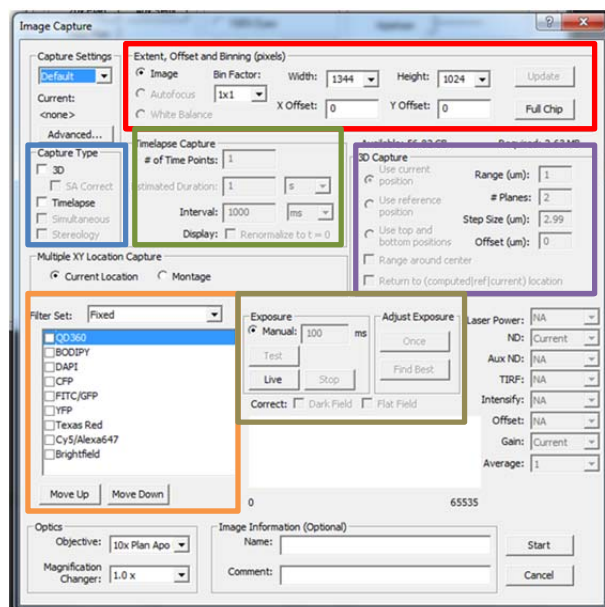 Image Capture
Capture Settings
Default
Current:
<none>
Advanced...
Extent, Offset and Binning (pixels)
Image
Autofocus
White Balance
Bin Factor:
1x1
Width: 1344
Height: 1024
Update
X Offset: 0
Y Offset: 0
Full Chip
Capture Type
3D
SA Correct
Timelapse
Simultaneous
Stereology
Timelapse Capture
# of Time Points: 1
Estimated Duration: 1 s
Interval: 1000 ms
Display: Renormalize to t = 0
3D Capture
Use current position
Use reference position
Use top and bottom positions
Range (um): 1
# Planes: 2
Step Size (um): 2.99
Offset (um): 0
Range around center
Return to (computed|ref|current) location
Multiple XY Location Capture
Current Location
Montage
Filter Set: Fixed
QD360
BODIPY
DAPI
CFP
FITC/GFP
YFP
Texas Red
Cy5/Alexa647
Brightfield
Move Up
Move Down
Exposure
Manual: 100 ms
Test
Live
Stop
Adjust Exposure
Once
Find Best
Correct: Dark Field Flat Field
0
65535
Laser Power: NA
ND: Current
Aux ND: NA
TIRF: NA
Intensify: NA
Offset: NA
Gain: Current
Average: 1
Optics
Objective: 10x Plan Apo
Magnification
Changer: 1.0 x
Image Information (Optional)
Name:
Comment:
Start
Cancel